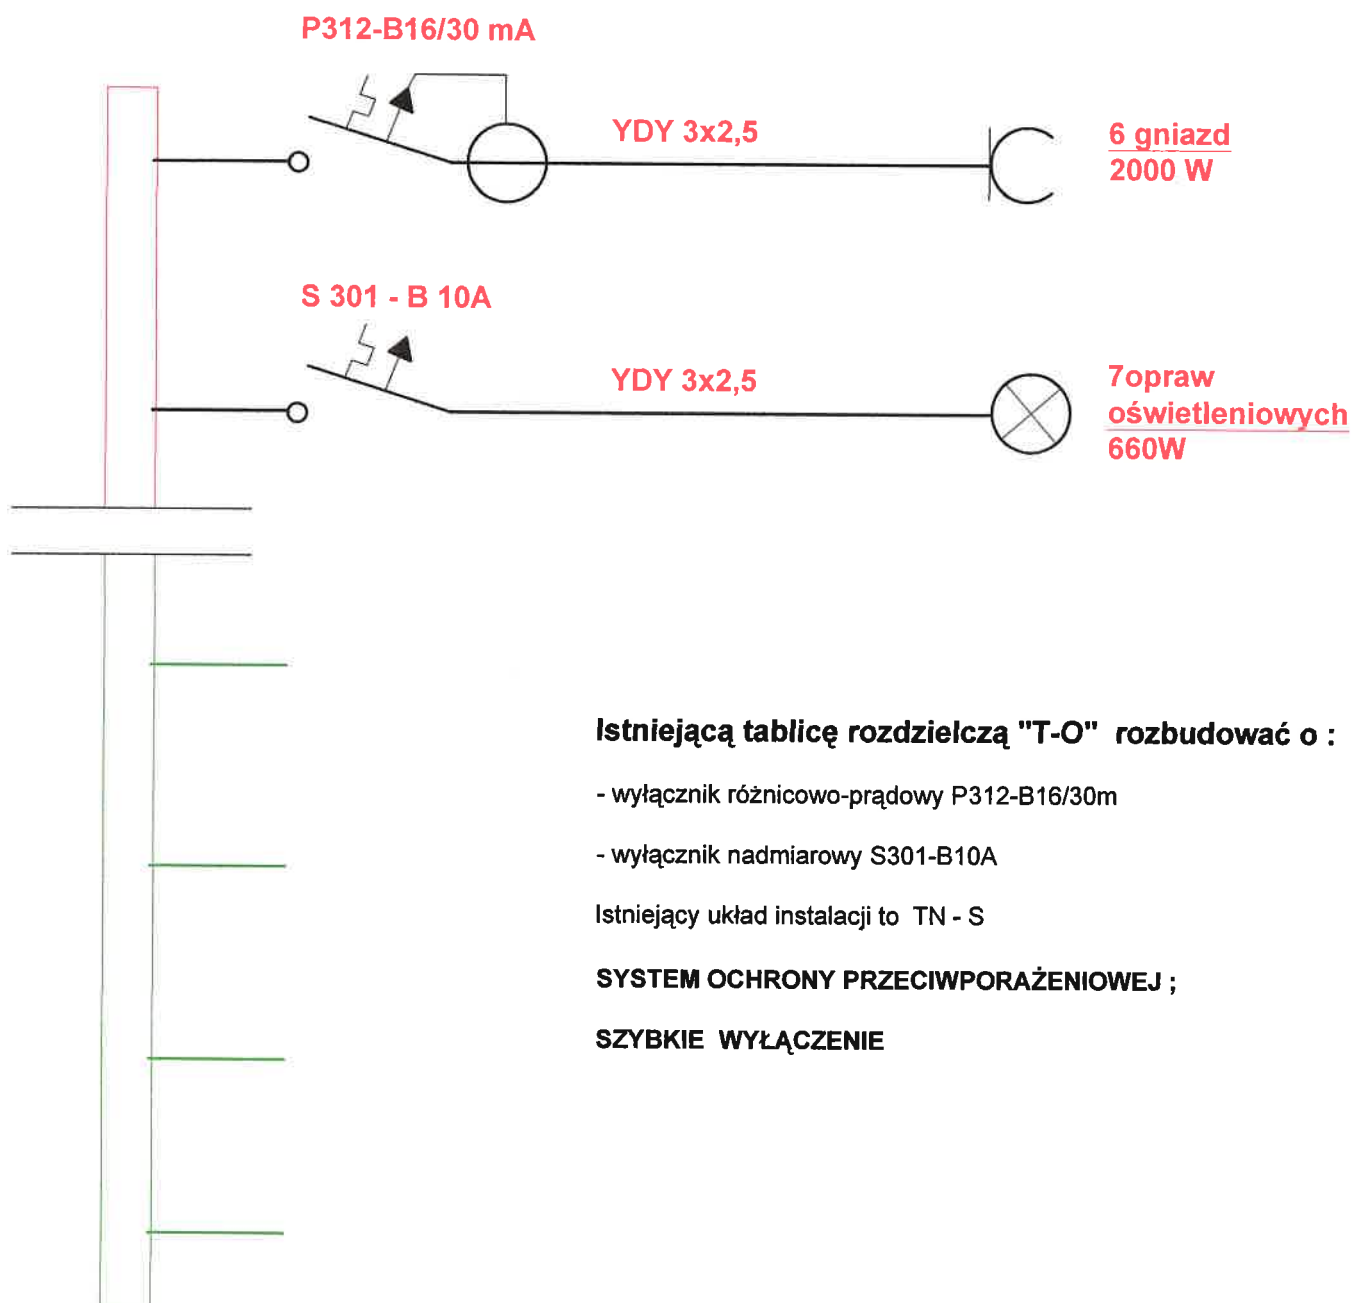 P312-B16/30 mA
YDY 3x2,5
6 gniazd
2000 W
S 301 - B 10A
YDY 3x2,5
7opraw
oświetleniowych
660W
Istniejącą tablicę rozdzielczą "T-O" rozbudować o :
- wyłącznik różnicowo-prądowy P312-B16/30m
- wyłącznik nadmiarowy S301-B10A
Istniejący układ instalacji to TN - S
SYSTEM OCHRONY PRZECIWPORAŻENIOWEJ ;
SZYBKIE WYŁĄCZENIE